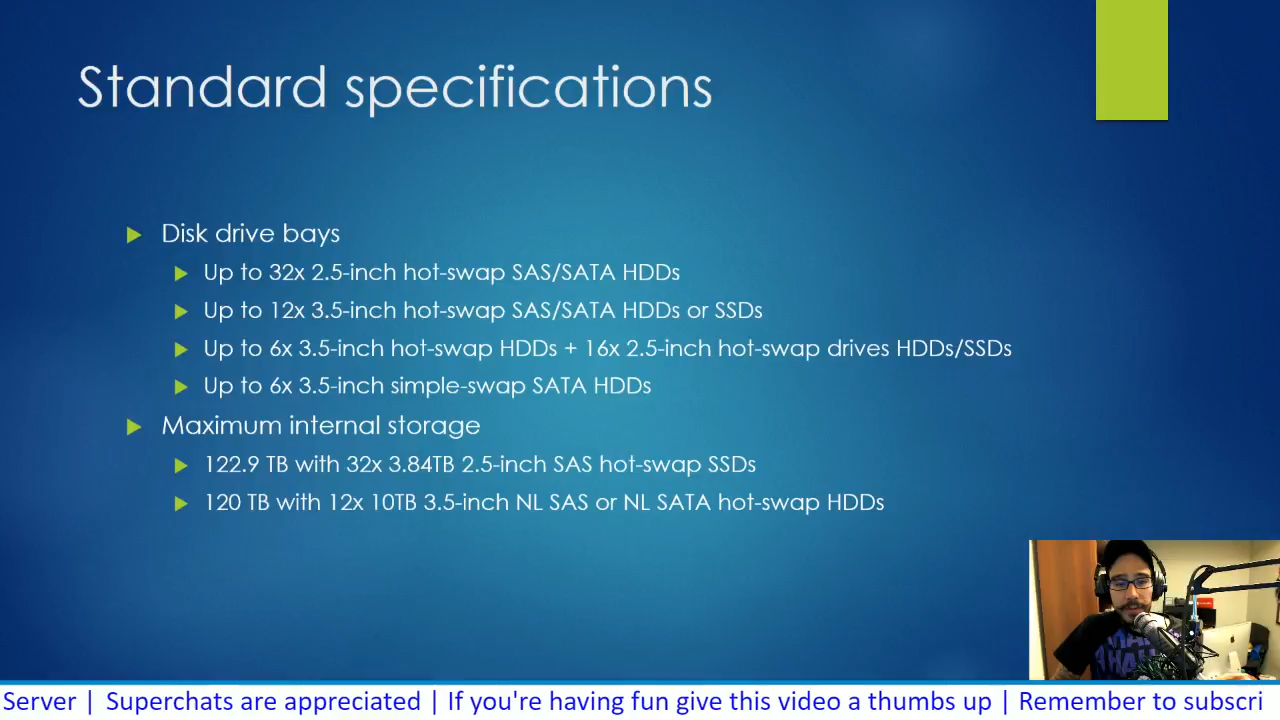 Standard specifications
Disk drive bays
Up to 32x 2.5-inch hot-swap SAS/SATA HDDs
Up to 12x 3.5-inch hot-swap SAS/SATA HDDs or SSDs
Up to 6x 3.5-inch hot-swap HDDs + 16x 2.5-inch hot-swap drives HDDs/SSDs
Up to 6x 3.5-inch simple-swap SATA HDDs
Maximum internal storage
122.9 TB with 32x 3.84TB 2.5-inch SAS hot-swap SSDs
120 TB with 12x 10TB 3.5-inch NL SAS or NL SATA hot-swap HDDs
Server | Superchats are appreciated | If you're having fun give this video a thumbs up | Remember to subscri